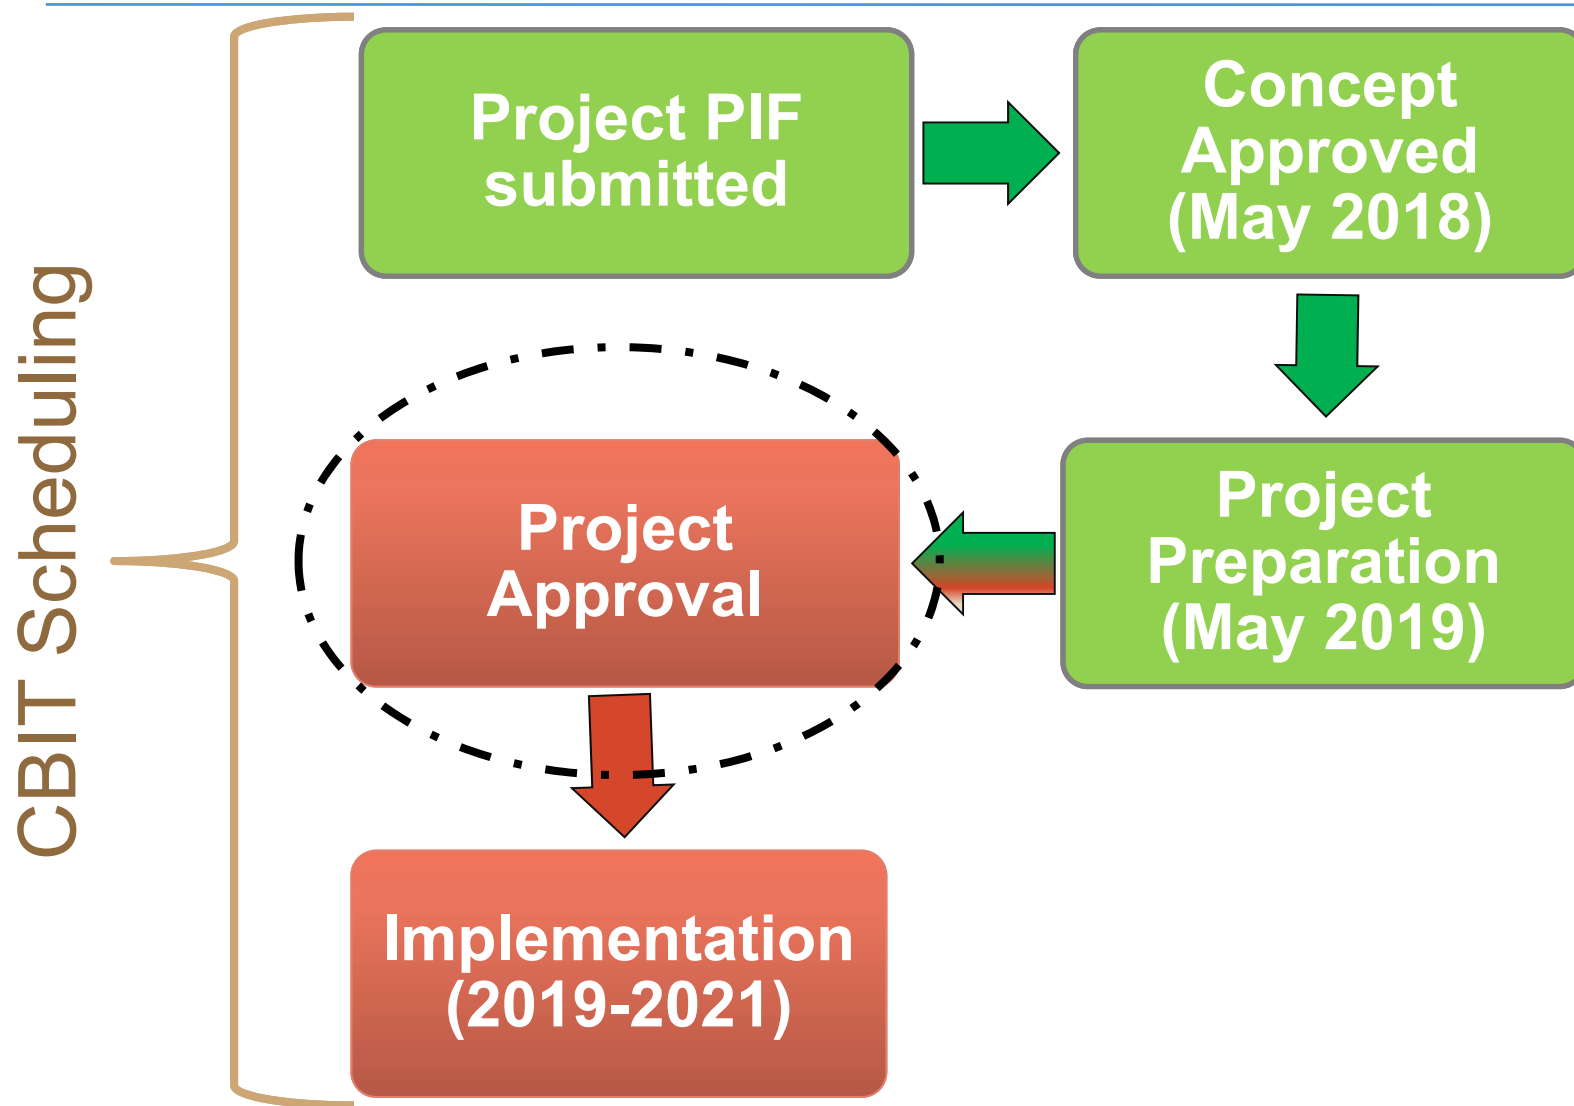 CBIT Scheduling
Project PIF
submitted
Concept
Approved
(May 2018)
Project
Preparation
(May 2019)
Project
Approval
Implementation
(2019-2021)